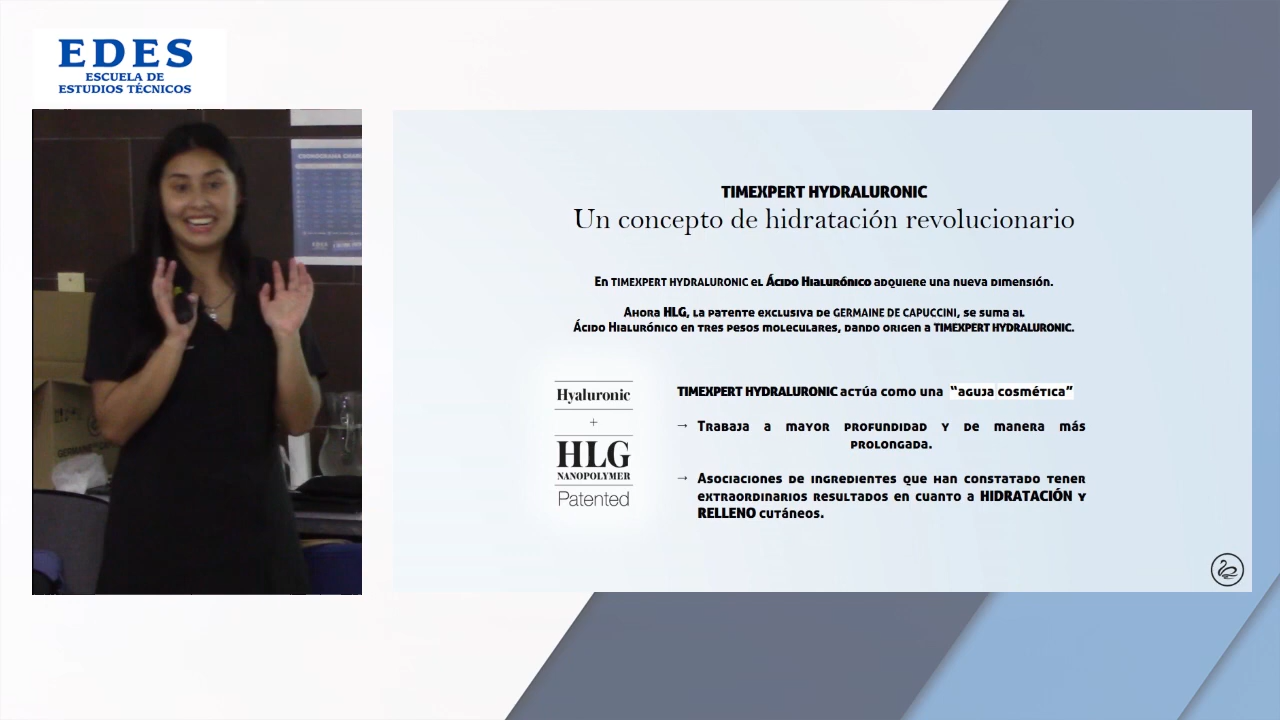 EDES
ESCUELA DE
ESTUDIOS TÉCNICOS
TIMEXPERT HYDRALURONIC
Un concepto de hidratación revolucionario
En TIMEXPERT HYDRALURONIC el Ácido Hialurónico adquiere una nueva dimensión.
Ahora HLG, la patente exclusiva de GERMAINE DE CAPUCCINI, se suma al
Ácido Hialurónico en tres pesos moleculares, dando origen a TIMEXPERT HYDRALURONIC.
Hyaluronic
+
HLG
NANOPOLYMER
Patented
TIMEXPERT HYDRALURONIC actúa como una “aguja cosmética”
→ Trabaja a mayor profundidad y de manera más
prolongada.
→ Asociaciones de ingredientes que han constatado tener
extraordinarios resultados en cuanto a HIDRATACIÓN y
RELLENO cutáneos.